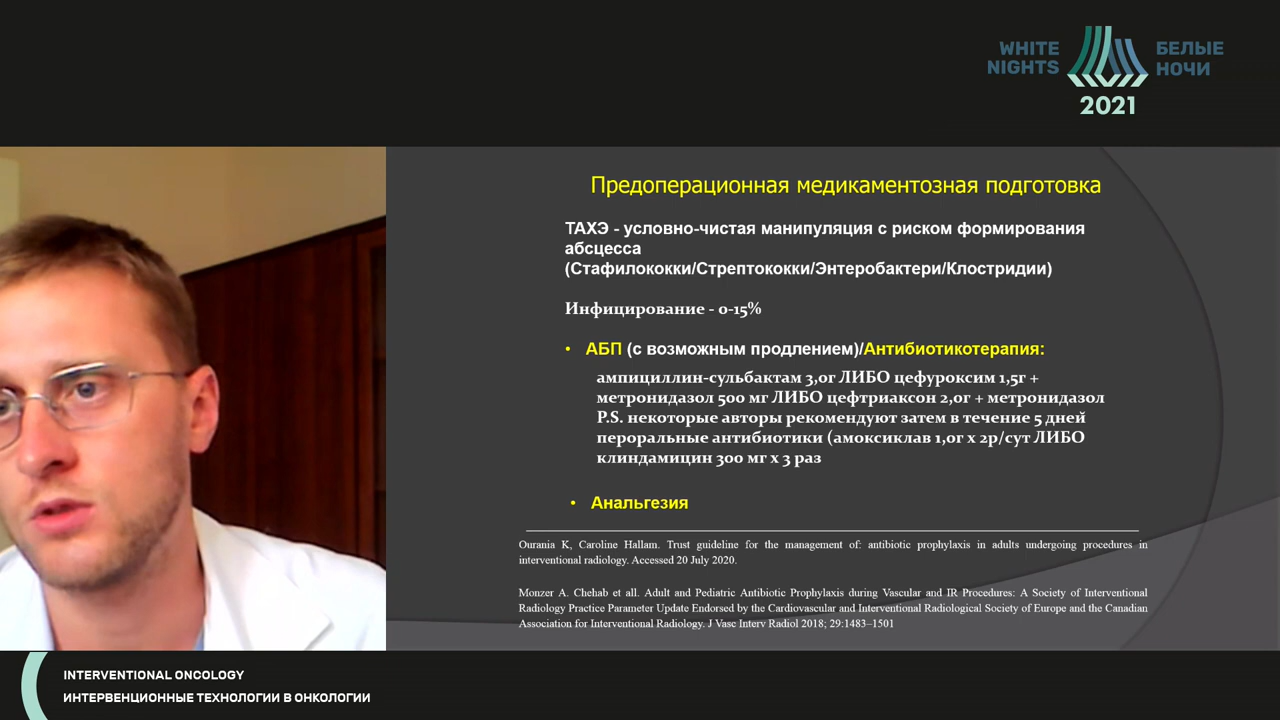 WHITE
NIGHTS
БЕЛЫЕ
НОЧИ
2021
Предоперационная медикаментозная подготовка
ТАХЭ - условно-чистая манипуляция с риском формирования
абсцесса
(Стафилококки/Стрептококки/Энтеробактери/Клостридии)
Инфицирование - 0-15%
• АБП (с возможным продлением)/Антибиотикотерапия:
ампициллин-сульбактам 3,0г ЛИБО цефуроксим 1,5г +
метронидазол 500 мг ЛИБО цефтриаксон 2,0г + метронидазол
P.S. некоторые авторы рекомендуют затем в течение 5 дней
пероральные антибиотики (амоксиклав 1,0г х 2р/сут ЛИБО
клиндамицин 300 мг х 3 раз
• Анальгезия
Ourania K, Caroline Hallam. Trust guideline for the management of: antibiotic prophylaxis in adults undergoing procedures in
interventional radiology. Accessed 20 July 2020.
Monzer A. Chehab et all. Adult and Pediatric Antibiotic Prophylaxis during Vascular and IR Procedures: A Society of Interventional
Radiology Practice Parameter Update Endorsed by the Cardiovascular and Interventional Radiological Society of Europe and the Canadian
Association for Interventional Radiology. J Vasc Interv Radiol 2018; 29:1483–1501
INTERVENTIONAL ONCOLOGY
ИНТЕРВЕНЦИОННЫЕ ТЕХНОЛОГИИ В ОНКОЛОГИИ